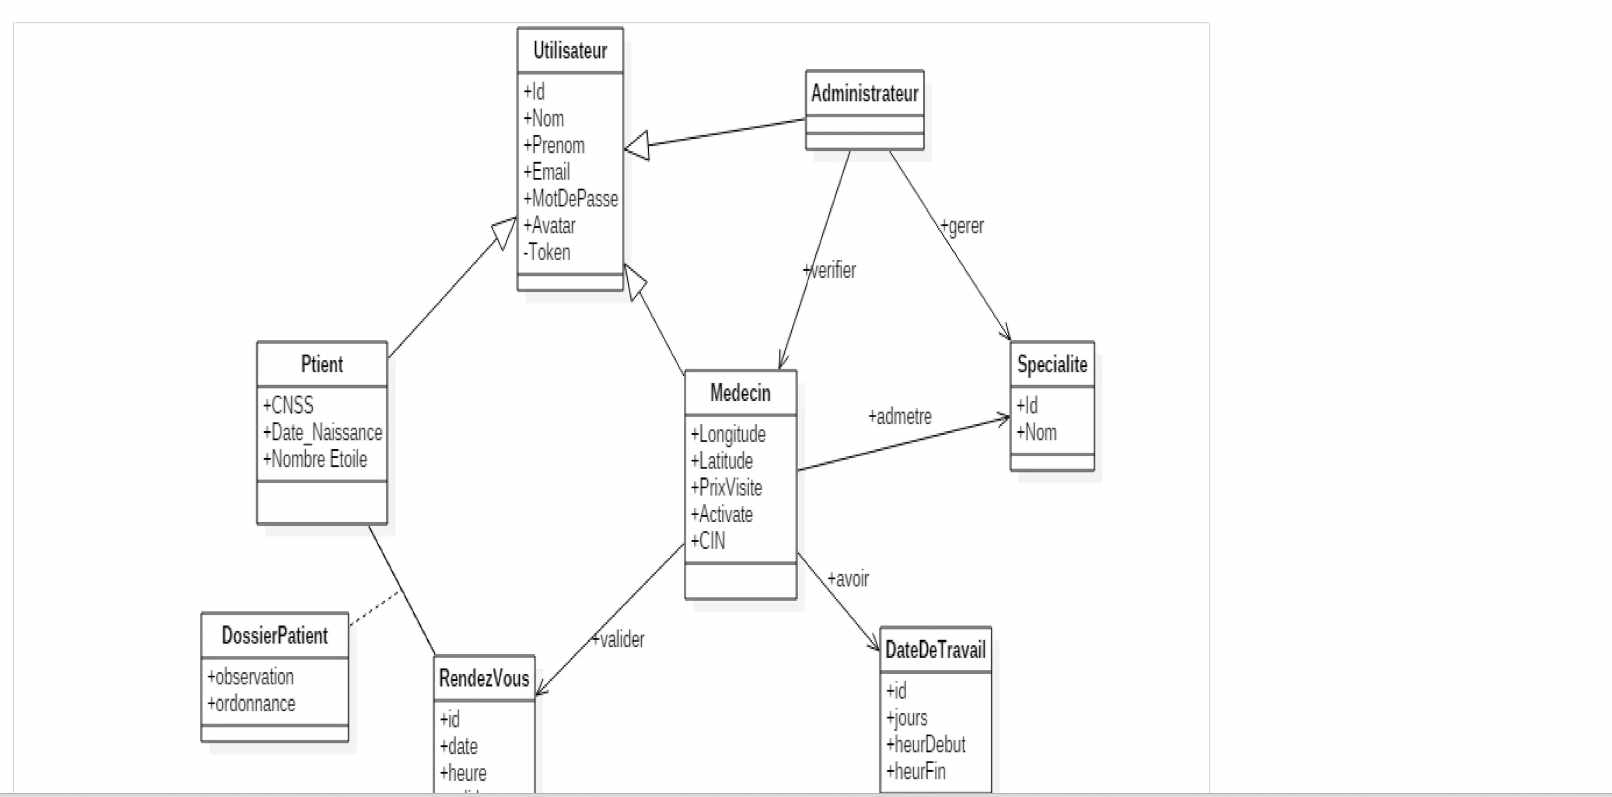 Utilisateur
+Id
+Nom
+Prenom
+Email
+MotDePasse
+Avatar
-Token
Administrateur
+gerer
+verifier
Ptient
+CNSS
+Date_Naissance
+Nombre Etoile
Medecin
+Longitude
+Latitude
+PrixVisite
+Activate
+CIN
Specialite
+Id
+Nom
+admetre
+avoir
+valider
DossierPatient
+observation
+ordonnance
RendezVous
+id
+date
+heure
DateDeTravail
+id
+jours
+heurDebut
+heurFin